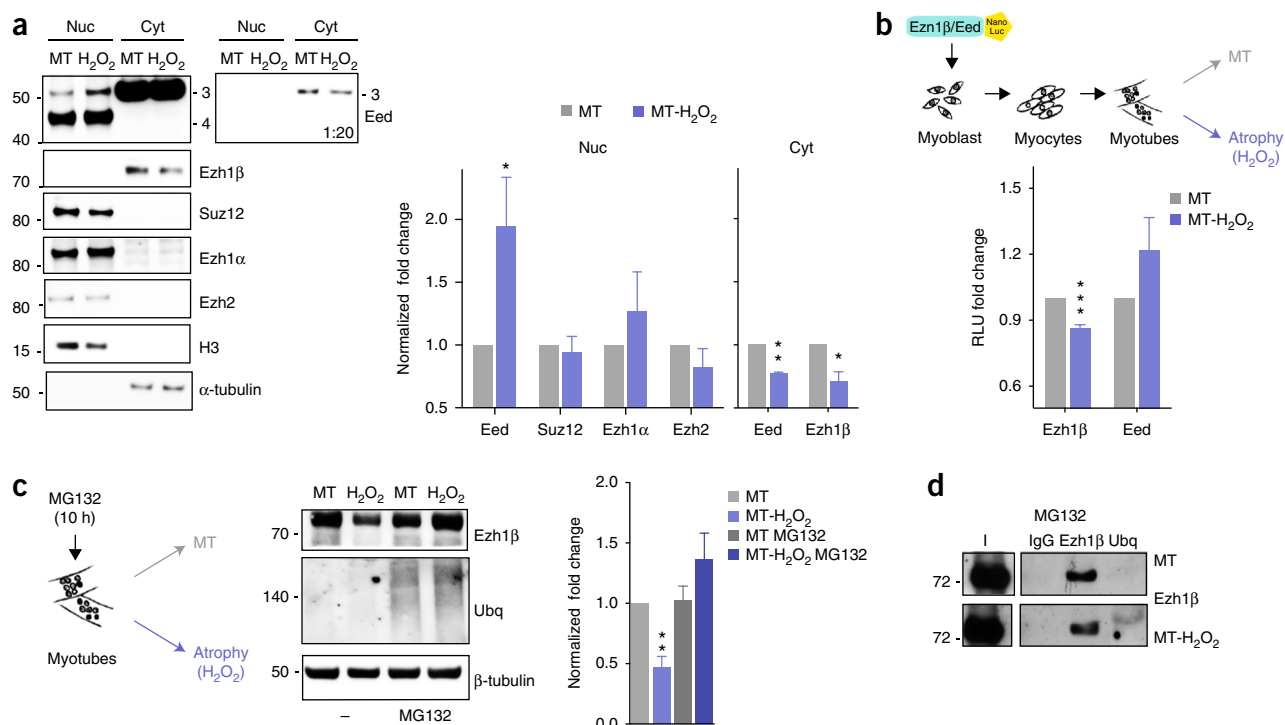 a
Nuc Cyt Nuc Cyt
MT H2O2 MT H2O2 MT H2O2 MT H2O2
50 - - 3 - 3
- 4 Eed
40 1:20
70 - Ezh1β
80 - Suz12
80 - Ezh1α
80 - Ezh2
15 - H3
50 - α-tubulin
MT MT-H2O2
Nuc Cyt
Normalized fold change
2.0
1.5
1.0
0.5
* * * *
Eed Suz12 Ezh1α Ezh2 Eed Ezh1β
b
Ezn1β/Eed Nano Luc
MT
Myoblast Myocytes Myotubes Atrophy
(H2O2)
MT
MT-H2O2
RLU fold change
1.5
1.2
0.9
0.6
* * *
Ezh1β Eed
c
MG132
(10 h)
MT
Myotubes Atrophy
(H2O2)
MT H2O2 MT H2O2
70 - Ezh1β
140 - Ubq
50 - β-tubulin
– MG132
Normalized fold change
2.0
1.5
1.0
0.5
0.0
* *
MT
MT-H2O2
MT MG132
MT-H2O2 MG132
d
MG132
I IgG Ezh1β Ubq
72 - MT
Ezh1β
72 - MT-H2O2